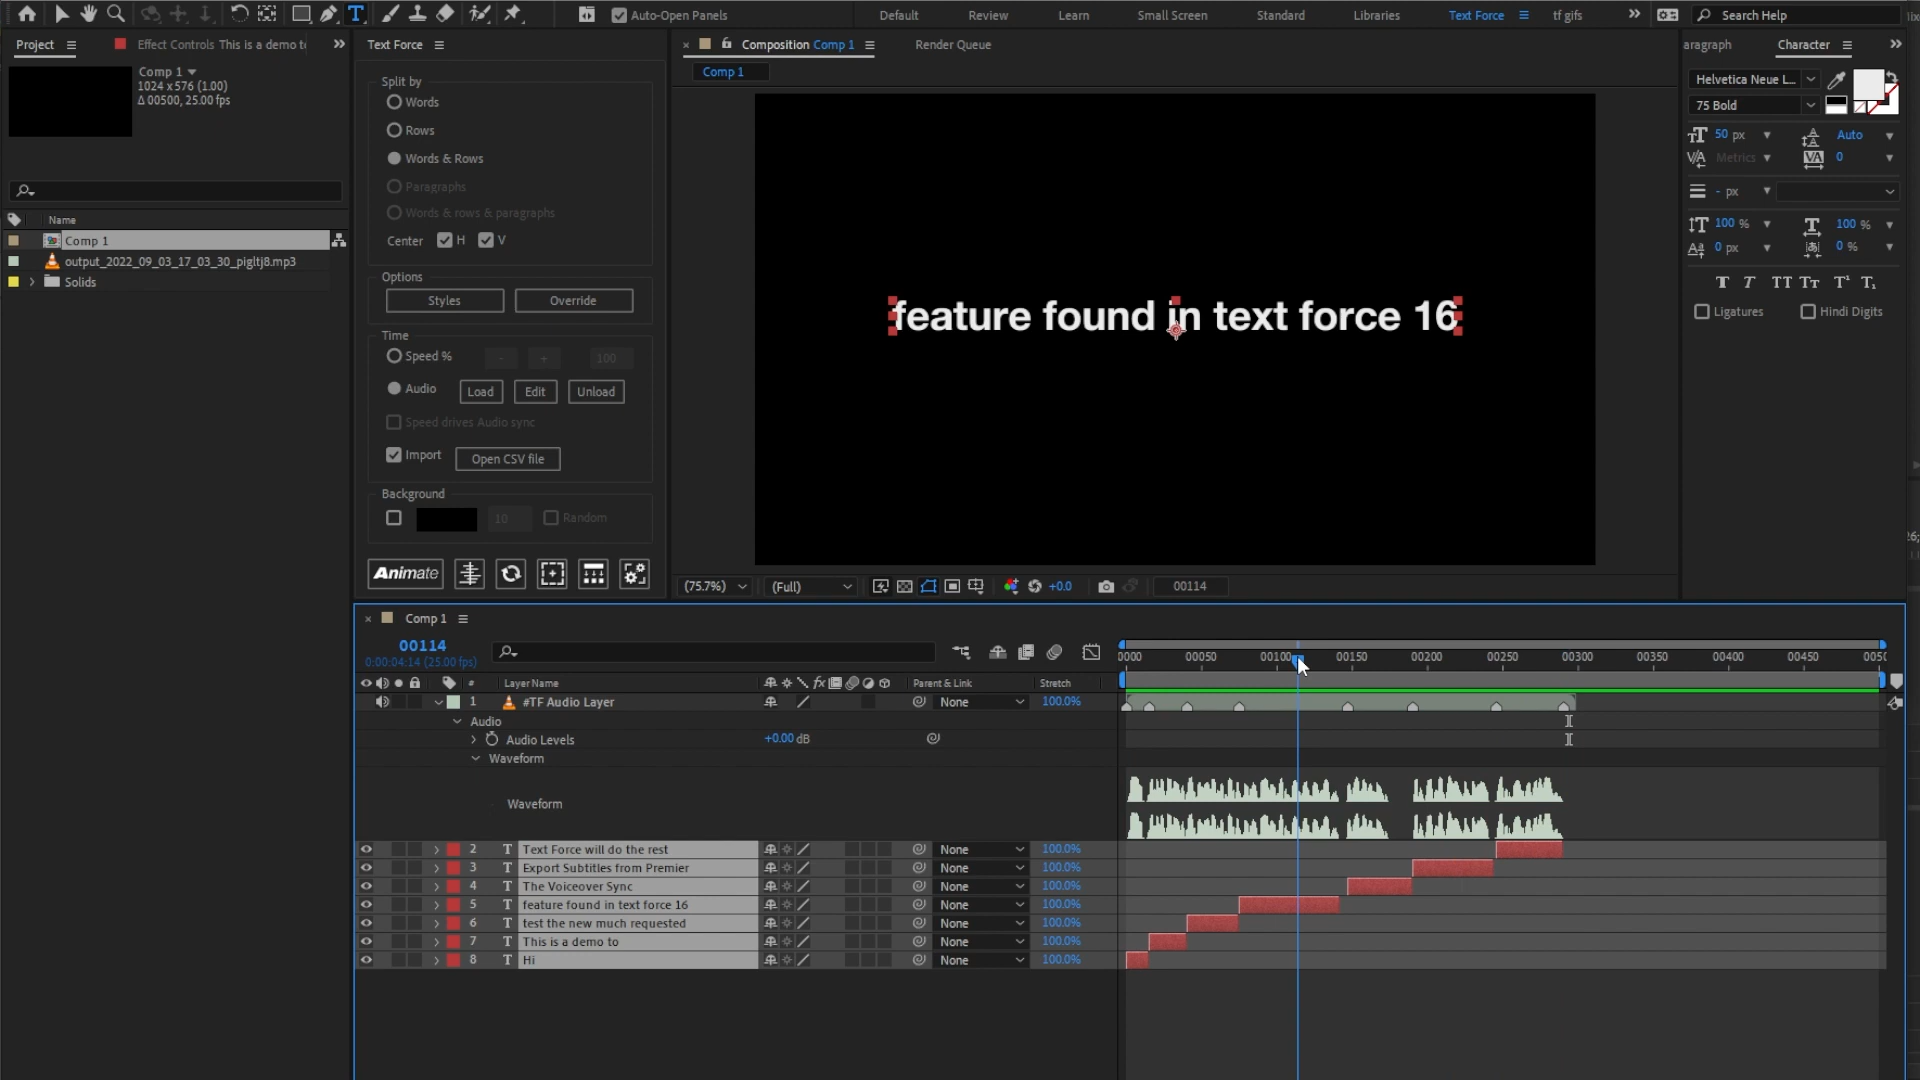 Auto-Open Panels
Default Review Learn Small Screen Standard Libraries Text Force tf gifs
Search Help
Project
Effect Controls This is a demo t
Comp 1
1024 x 576 (1.00)
Δ 00500, 25.00 fps
Name
Comp 1
output_2022_09_03_17_03_30_pigltj8.mp3
Solids
Text Force
Split by
Words
Rows
Words & Rows
Paragraphs
Words & rows & paragraphs
Center H V
Options
Styles Override
Time
Speed % - + 100
Audio Load Edit Unload
Speed drives Audio sync
Import Open CSV file
Background
10 Random
Animate
Composition Comp 1
Render Queue
Comp 1
feature found in text force 16
(75.7%) (Full) +0.0 00114
aragraph Character
Helvetica Neue L...
75 Bold
50 px Auto
Metrics 0
- px
100 % 100 %
0 px 0 %
Ligatures Hindi Digits
Comp 1
00114
0:00:04:14 (25.00 fps)
0000 00050 00100 00150 00200 00250 00300 00350 00400 00450
# Layer Name Parent & Link Stretch
1 #TF Audio Layer None 100.0%
Audio
Audio Levels +0.00 dB
Waveform
Waveform
2 T Text Force will do the rest None 100.0%
3 T Export Subtitles from Premier None 100.0%
4 T The Voiceover Sync None 100.0%
5 T feature found in text force 16 None 100.0%
6 T test the new much requested None 100.0%
7 T This is a demo to None 100.0%
8 T Hi None 100.0%